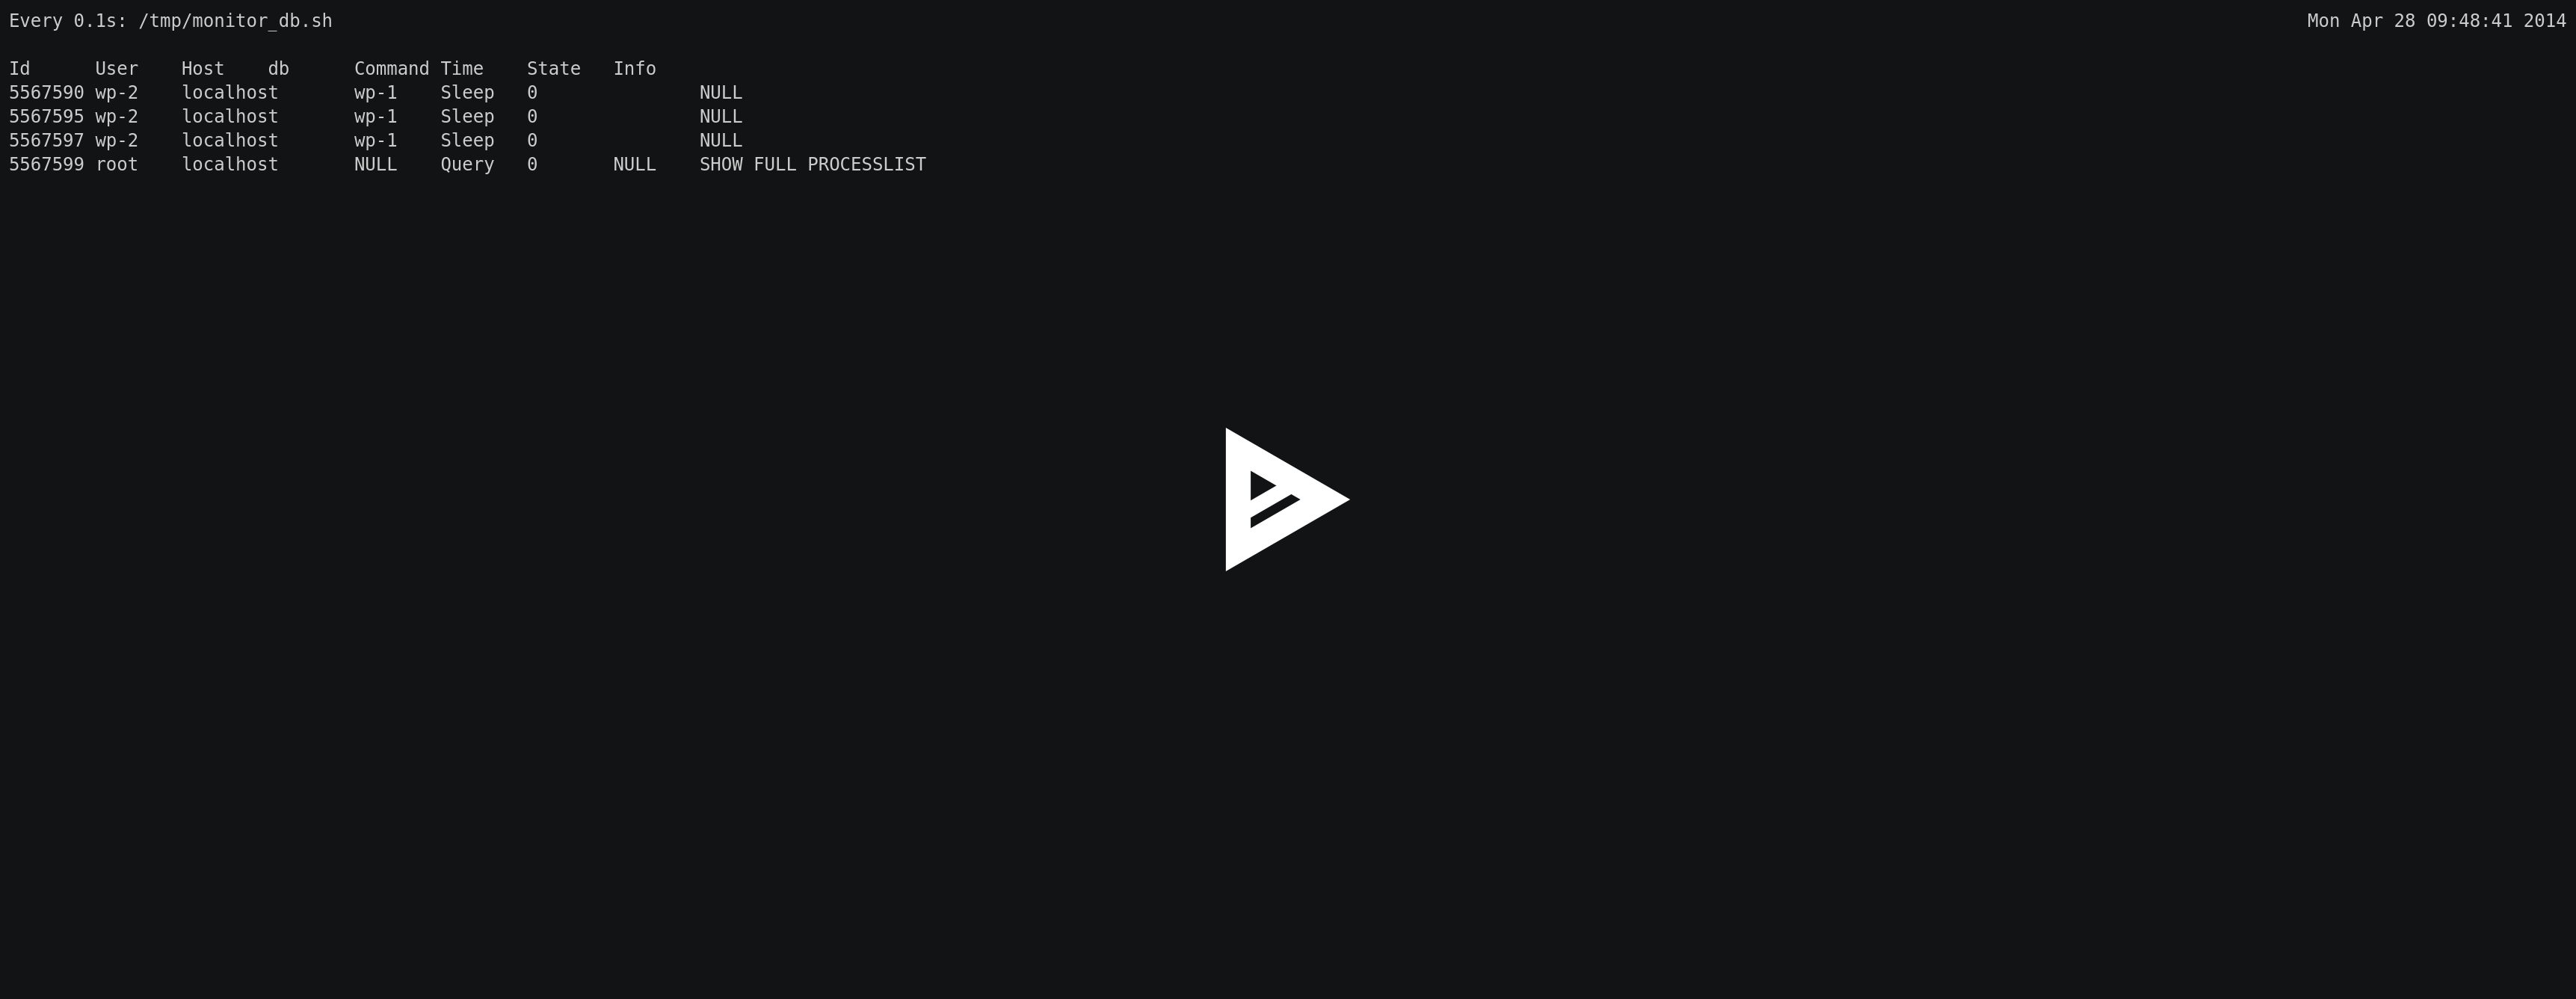 Every 0.1s: /tmp/monitor_db.sh Mon Apr 28 09:48:41 2014
Id User Host db Command Time State Info
5567590 wp-2 localhost wp-1 Sleep 0 NULL
5567595 wp-2 localhost wp-1 Sleep 0 NULL
5567597 wp-2 localhost wp-1 Sleep 0 NULL
5567599 root localhost NULL Query 0 NULL SHOW FULL PROCESSLIST